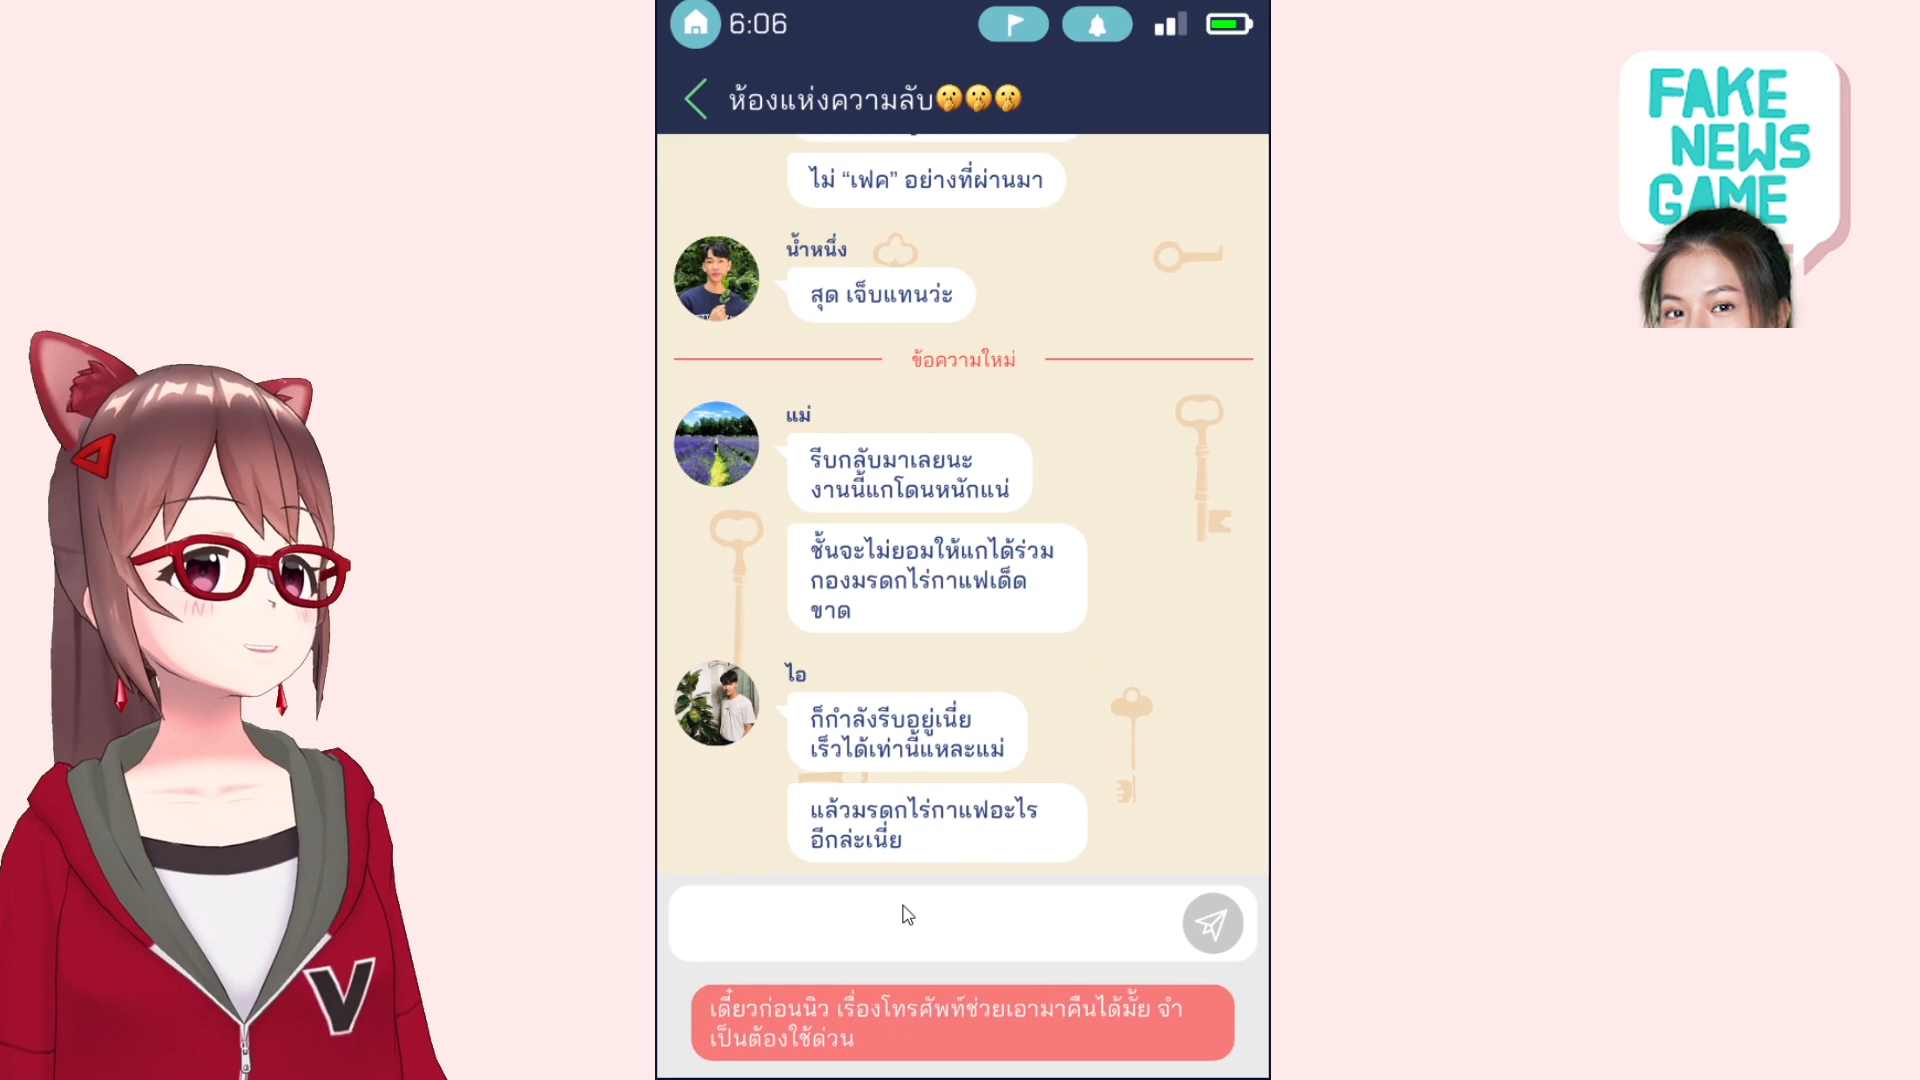 6:06
ห้องแห่งความลับ🤫🤫🤫
ไม่ “เฟค” อย่างที่ผ่านมา
น้ำหนึ่ง
สุด เจ็บแทนว่ะ
ข้อความใหม่
แม่
รีบกลับมาเลยนะ
งานนี้แกโดนหนักแน่
ชั้นจะไม่ยอมให้แกได้ร่วม
กองมรดกไร่กาแฟเด็ด
ขาด
ไอ
ก็กำลังรีบอยู่เนี่ย
เร็วได้เท่านี้แหละแม่
แล้วมรดกไร่กาแฟอะไร
อีกล่ะเนี่ย
เดี๋ยวก่อนนิว เรื่องโทรศัพท์ช่วยเอามาคืนได้มั้ย จำ
เป็นต้องใช้ด่วน
FAKE
NEWS
GAME
V